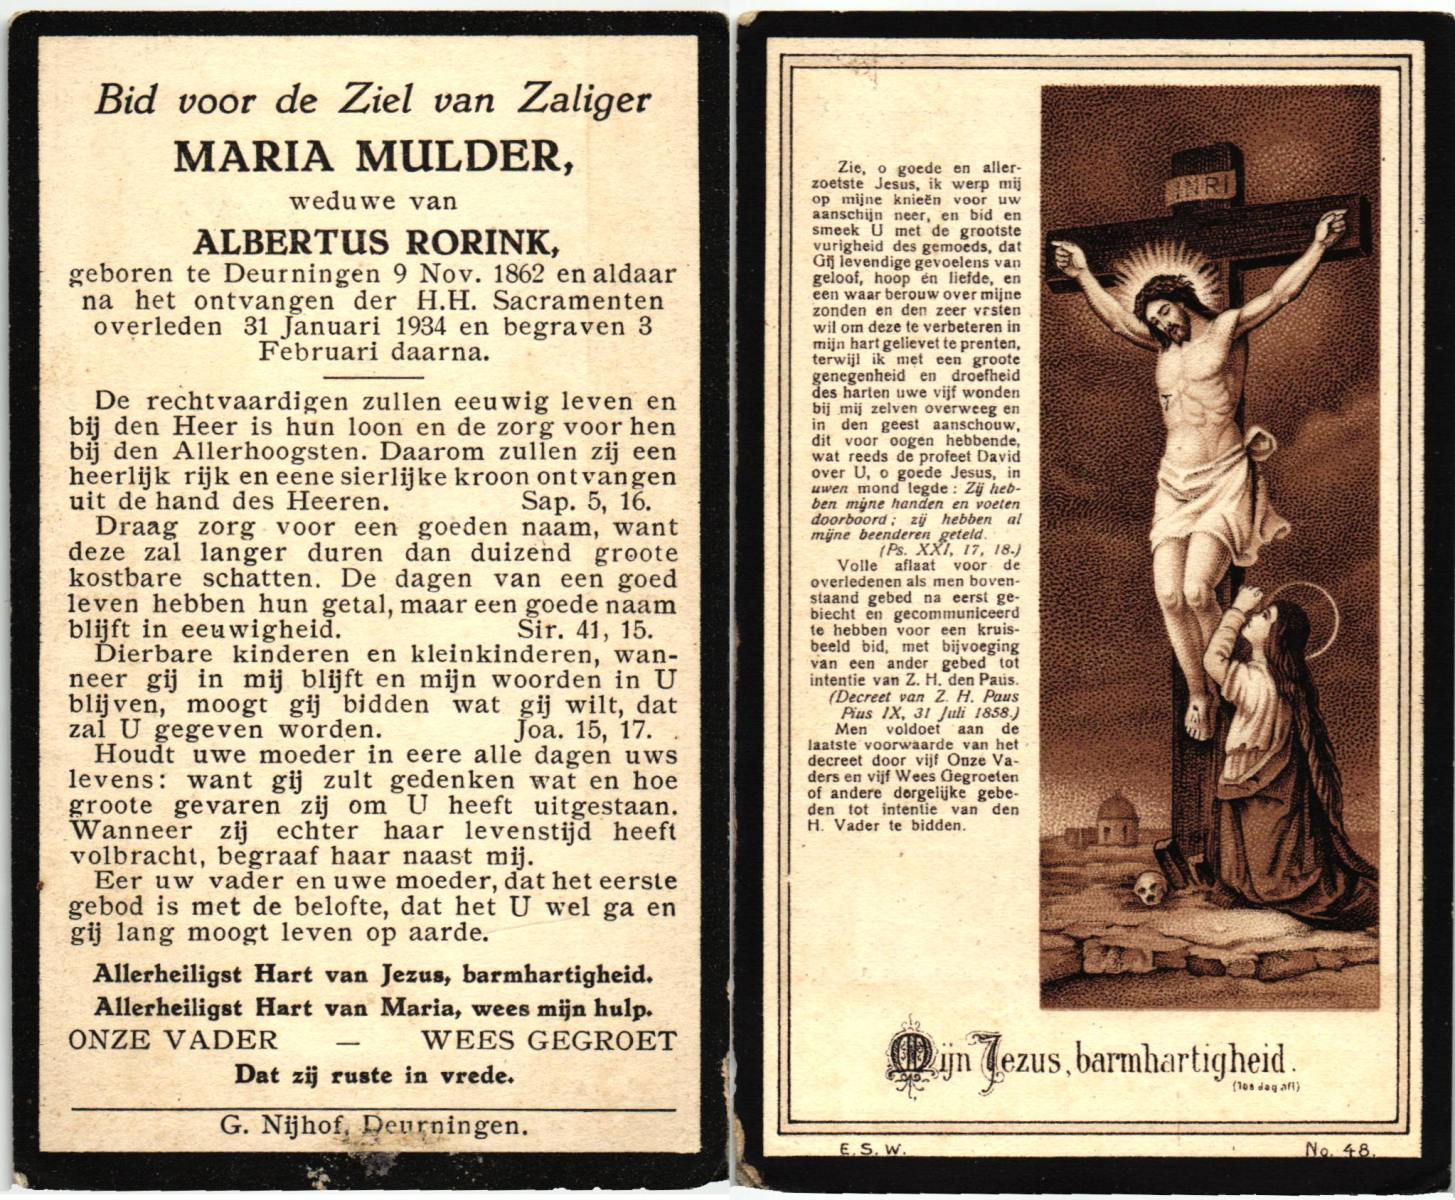 Bid voor de Ziel van Zaliger
MARIA MULDER,
weduwe van
ALBERTUS RORINK,
geboren te Deurningen 9 Nov. 1862 en aldaar
na het ontvangen der H.H. Sacramenten
overleden 31 Januari 1934 en begraven 3
Februari daarna.
De rechtvaardigen zullen eeuwig leven en
bij den Heer is hun loon en de zorg voor hen
bij den Allerhoogsten. Daarom zullen zij een
heerlijk rijk en eene sierlijke kroon ontvangen
uit de hand des Heeren. Sap. 5, 16.
Draag zorg voor een goeden naam, want
deze zal langer duren dan duizend groote
kostbare schatten. De dagen van een goed
leven hebben hun getal, maar een goede naam
blijft in eeuwigheid. Sir. 41, 15.
Dierbare kinderen en kleinkinderen, wan-
neer gij in mij blijft en mijn woorden in U
blijven, moogt gij bidden wat gij wilt, dat
zal U gegeven worden. Joa. 15, 17.
Houdt uwe moeder in eere alle dagen uws
levens: want gij zult gedenken wat en hoe
groote gevaren zij om U heeft uitgestaan.
Wanneer zij echter haar levenstijd heeft
volbracht, begraaf haar naast mij.
Eer uw vader en uwe moeder, dat het eerste
gebod is met de belofte, dat het U wel ga en
gij lang moogt leven op aarde.
Allerheiligst Hart van Jezus, barmhartigheid.
Allerheiligst Hart van Maria, wees mijn hulp.
ONZE VADER — WEES GEGROET
Dat zij ruste in vrede.
G. Nijhof, Deurningen.
Zie, o goede en aller-
zoetste Jesus, ik werp mij
op mijne knieën voor uw
aanschijn neer, en bid en
smeek U met de grootste
vurigheid des gemoeds, dat
Gij levendige gevoelens van
geloof, hoop en liefde, en
een waar berouw over mijne
zonden en den zeer vrsten
wil om deze te verbeteren in
mijn hart gelievet te prenten,
terwijl ik met een groote
genegenheid en droefheid
des harten uwe vijf wonden
bij mij zelven overweeg en
in den geest aanschouw,
dit voor oogen hebbende,
wat reeds de profeet David
over U, o goede Jesus, in
uwen mond legde: Zij heb-
ben mijne handen en voeten
doorboord; zij hebben al
mijne beenderen geteld.
(Ps. XXI, 17, 18.)
Volle aflaat voor de
overledenen als men boven-
staand gebed na eerst ge-
biecht en gecommuniceerd
te hebben voor een kruis-
beeld bid, met bijvoeging
van een ander gebed tot
intentie van Z. H. den Paus.
(Decreet van Z. H. Paus
Pius IX, 31 Juli 1858.)
Men voldoet aan de
laatste voorwaarde van het
decreet door vijf Onze Va-
ders en vijf Wees Gegroeten
of andere dergelijke gebe-
den tot intentie van den
H. Vader te bidden.
INRI
Mijn Jezus, barmhartigheid.
(100 dag. afl)
E. S. W. No. 48.